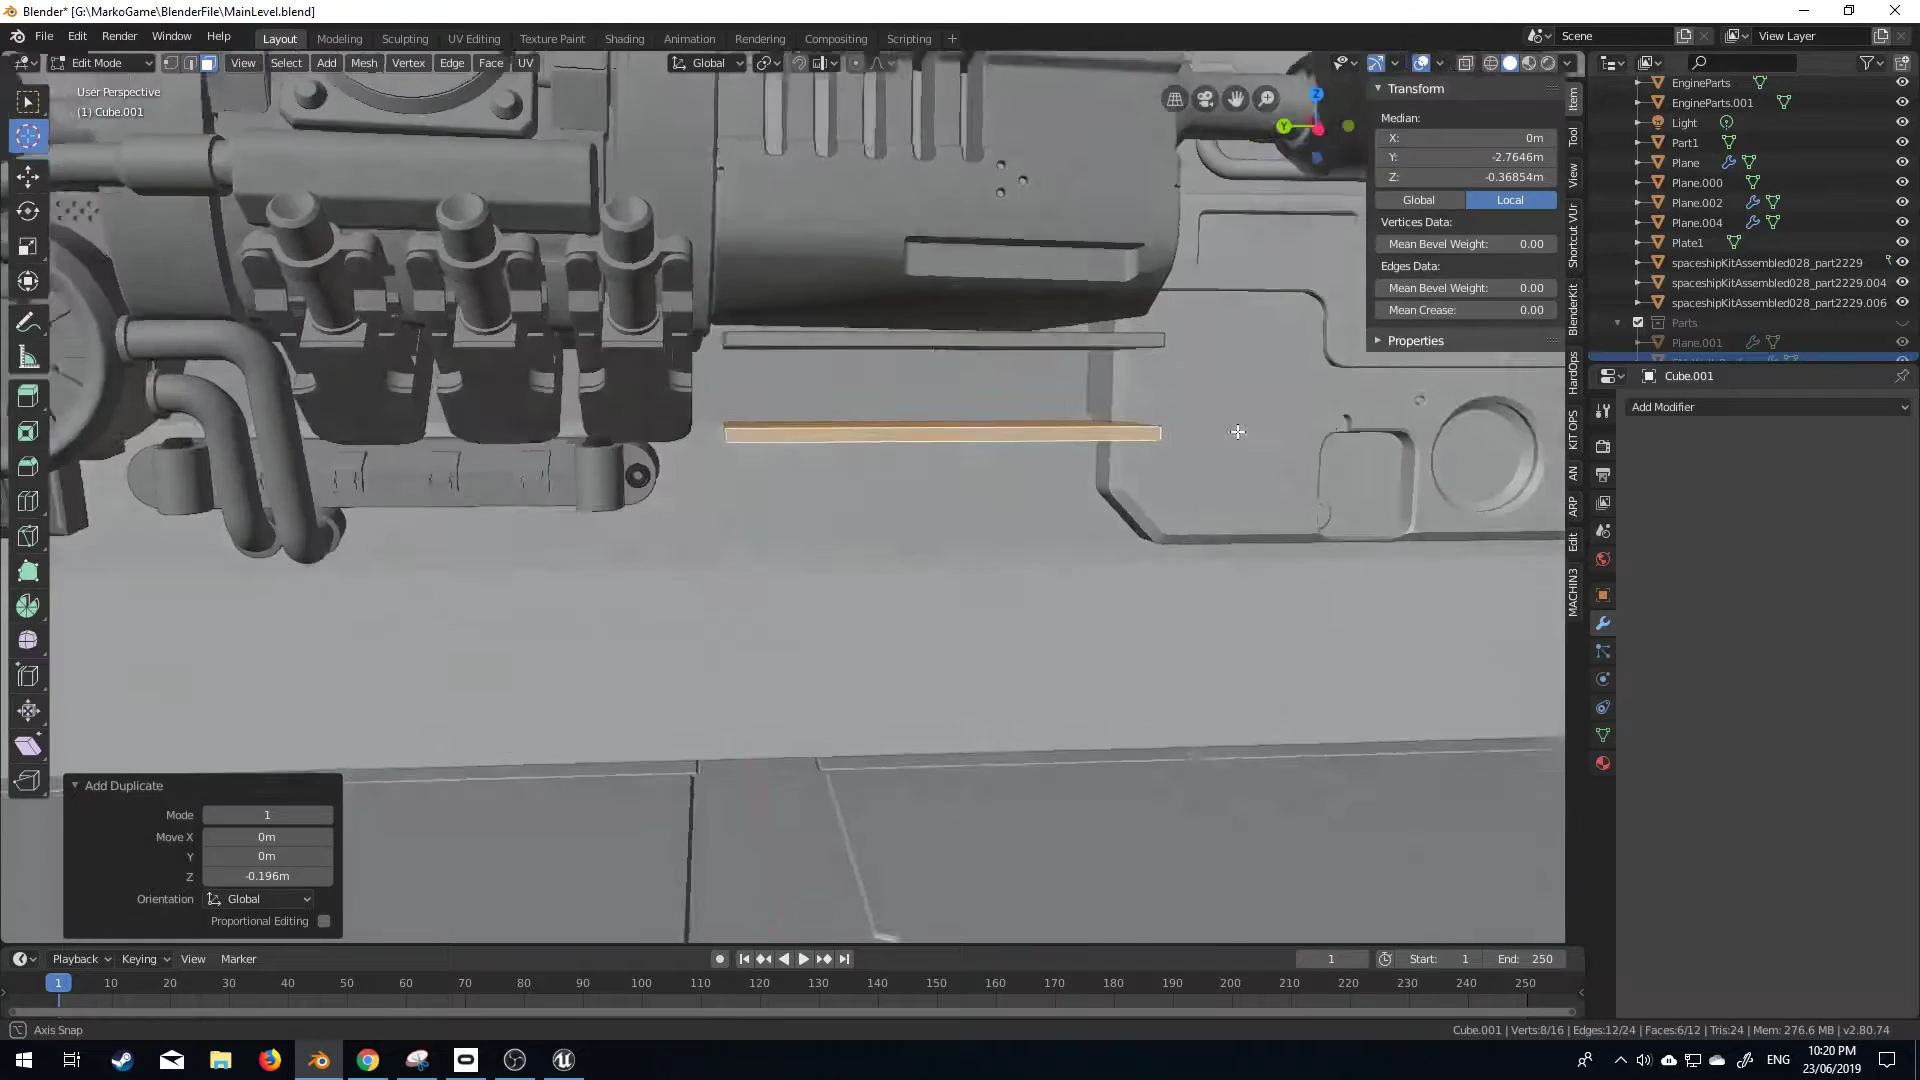 Blender* [G:\MarkoGame\BlenderFile\MainLevel.blend]
File Edit Render Window Help
Layout Modeling Sculpting UV Editing Texture Paint Shading Animation Rendering Compositing Scripting
Scene
View Layer
Edit Mode View Select Add Mesh Vertex Edge Face UV
Global
User Perspective
(1) Cube.001
Z
Y
Transform
Median:
X: 0m
Y: -2.7646m
Z: -0.36854m
Global Local
Vertices Data:
Mean Bevel Weight: 0.00
Edges Data:
Mean Bevel Weight: 0.00
Mean Crease: 0.00
Properties
Item
Tool
View
Shortcut VUr
BlenderKit
HardOps
KIT OPS
AN
ARP
Edit
MACHIN3
EngineParts
EngineParts.001
Light
Part1
Plane
Plane.000
Plane.002
Plane.004
Plate1
spaceshipKitAssembled028_part2229
spaceshipKitAssembled028_part2229.004
spaceshipKitAssembled028_part2229.006
Parts
Plane.001
Cube.001
Add Modifier
Add Duplicate
Mode 1
Move X 0m
Y 0m
Z -0.196m
Orientation Global
Proportional Editing
Playback Keying View Marker
1
Start: 1
End: 250
1 10 20 30 40 50 60 70 80 90 100 110 120 130 140 150 160 170 180 190 200 210 220 230 240 250
Axis Snap
Cube.001 | Verts:8/16 | Edges:12/24 | Faces:6/12 | Tris:24 | Mem: 276.6 MB | v2.80.74
ENG
10:20 PM
23/06/2019